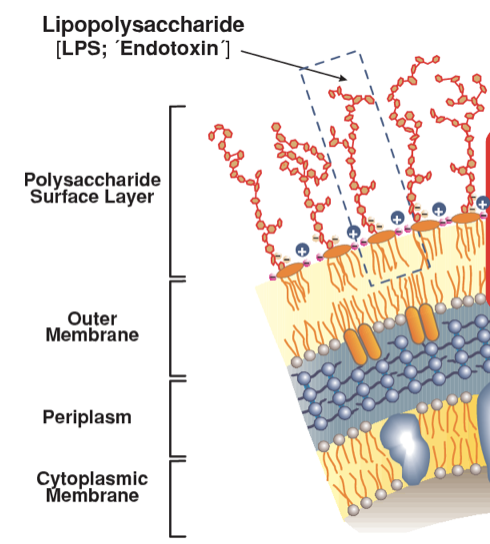 Lipopolysaccharide
[LPS; ´Endotoxin´]
Polysaccharide
Surface Layer
Outer
Membrane
Periplasm
Cytoplasmic
Membrane